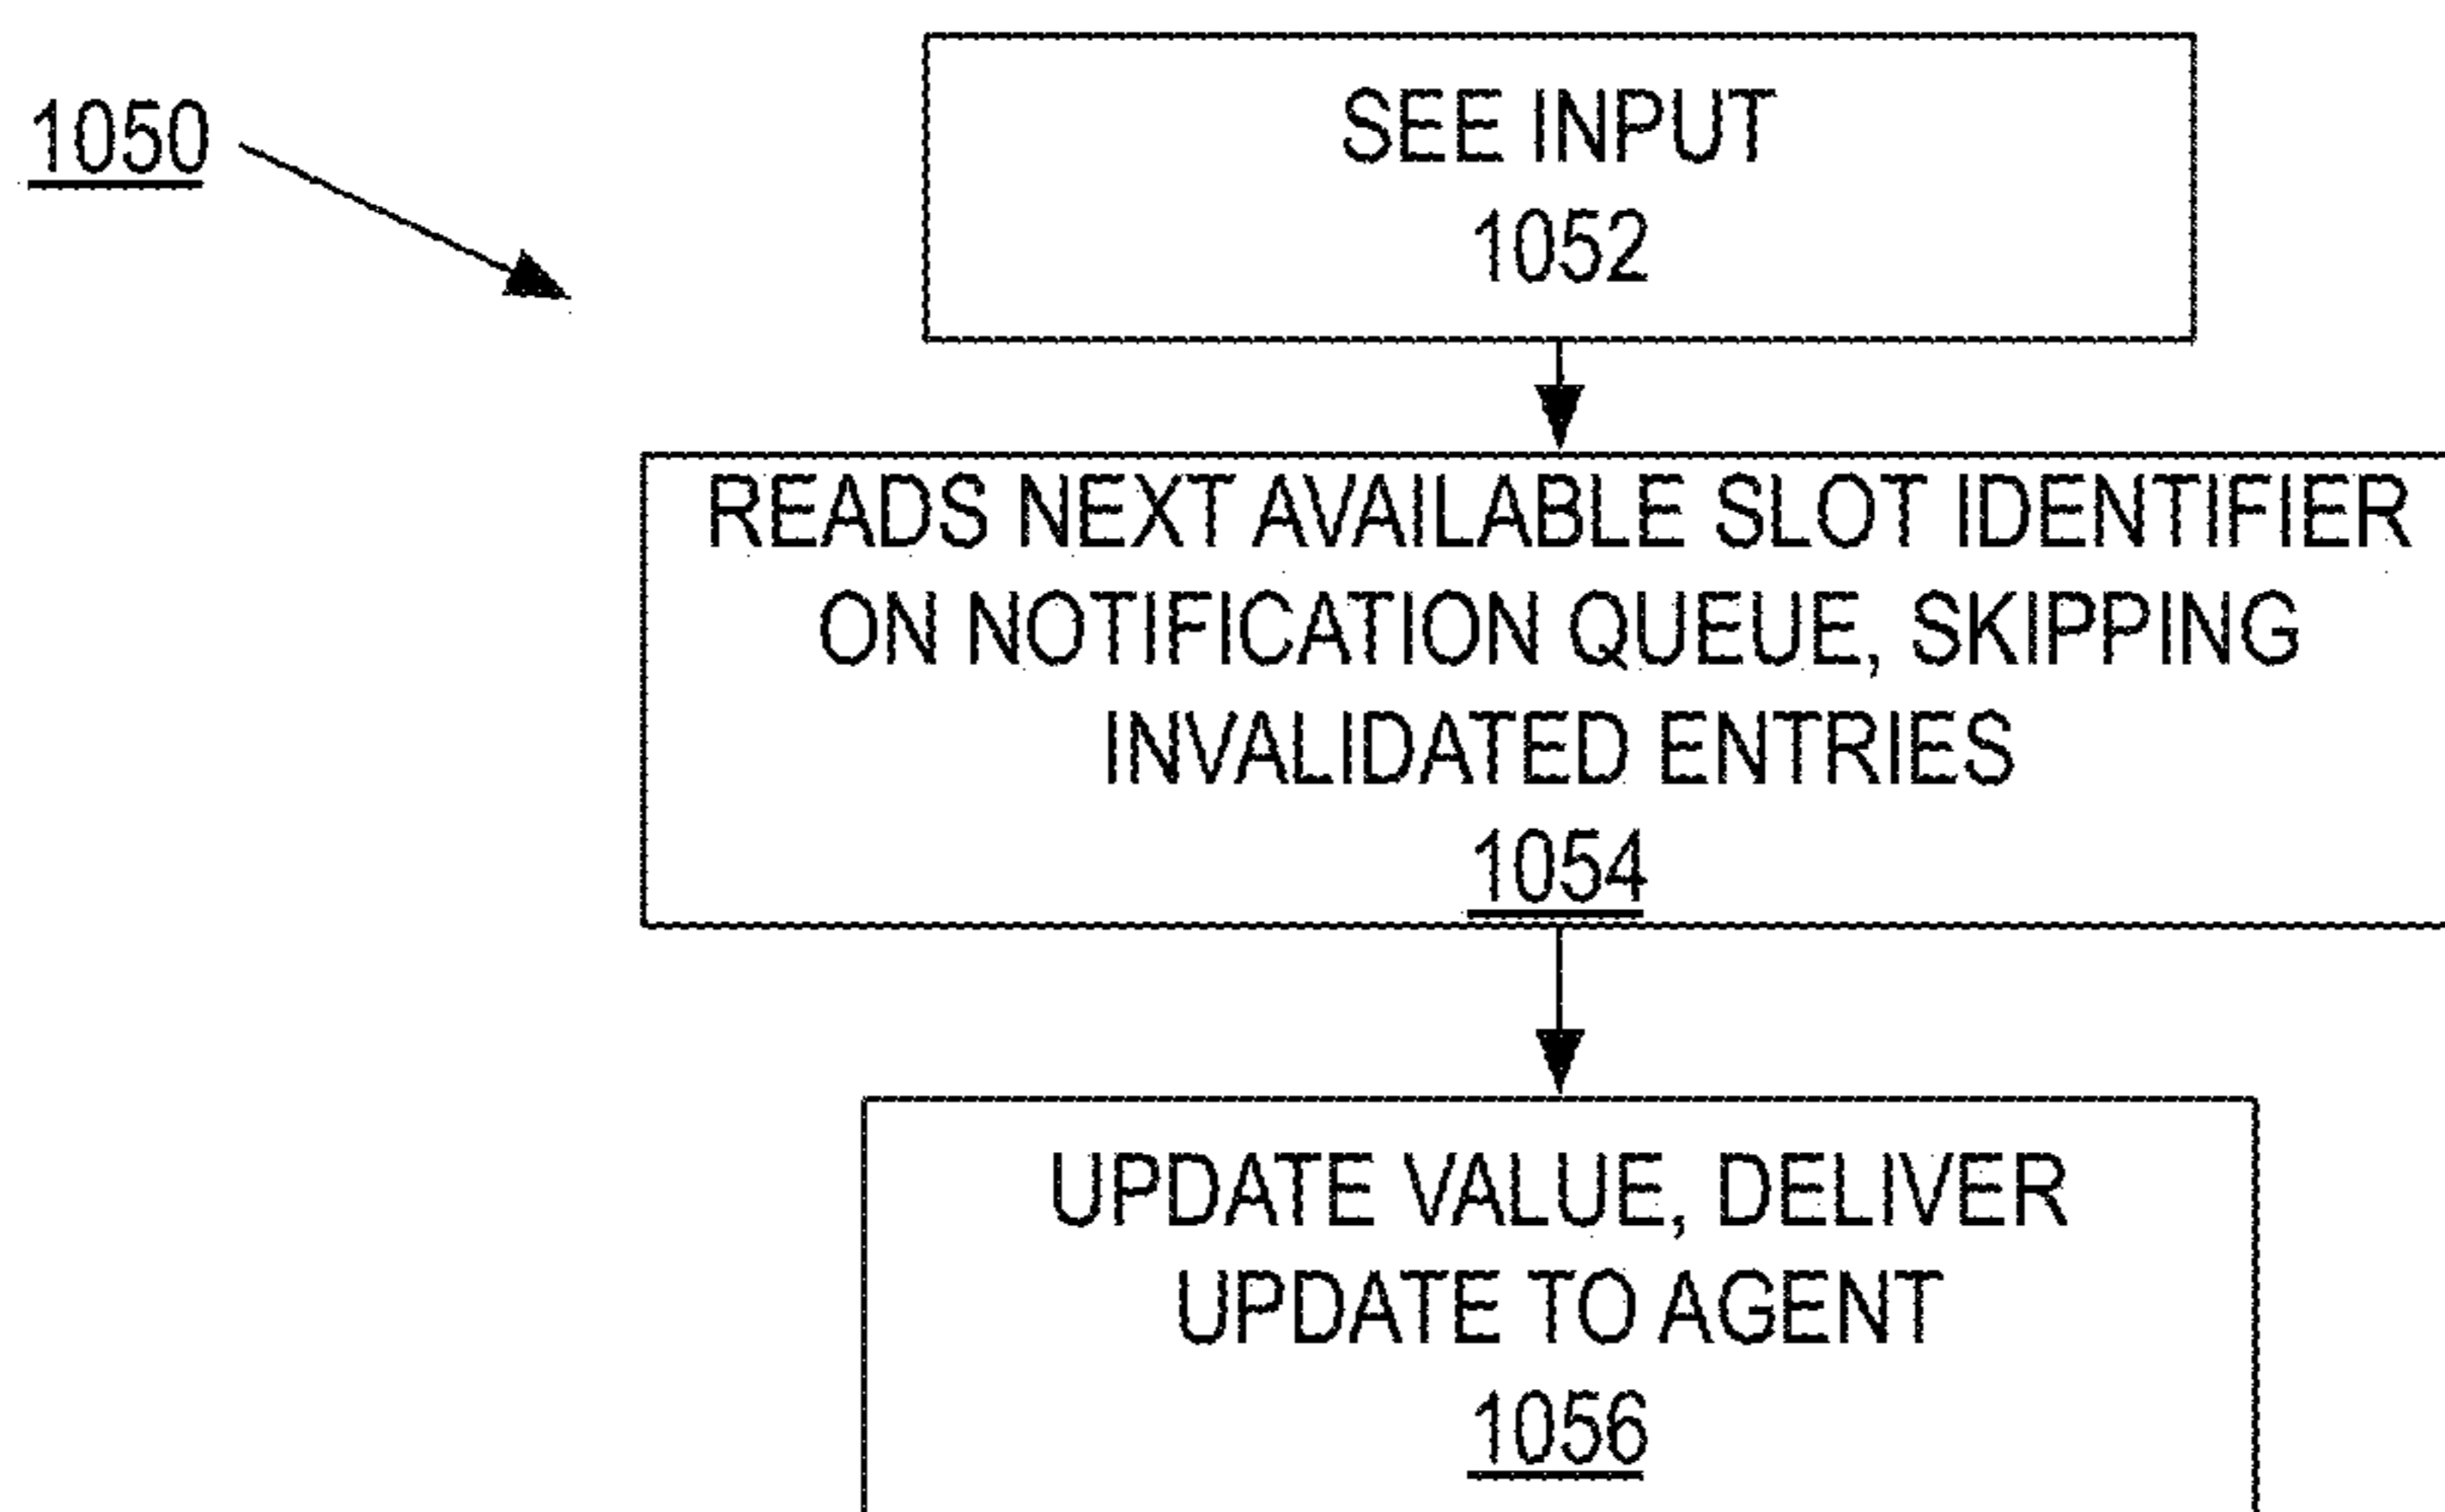 1050
SEE INPUT
1052
READS NEXT AVAILABLE SLOT IDENTIFIER
ON NOTIFICATION QUEUE, SKIPPING
INVALIDATED ENTRIES
1054
UPDATE VALUE, DELIVER
UPDATE TO AGENT
1056